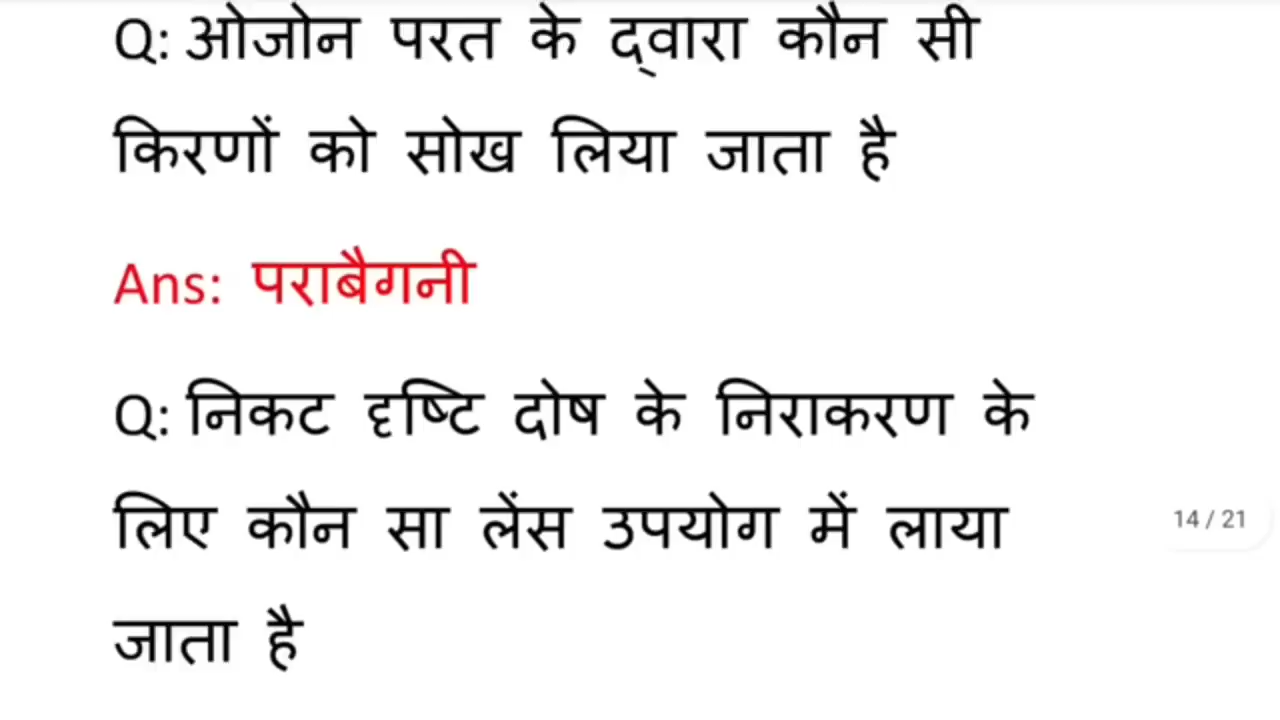 Q: ओजोन परत के द्वारा कौन सी
किरणों को सोख लिया जाता है
Ans: पराबैगनी
Q: निकट दृष्टि दोष के निराकरण के
लिए कौन सा लेंस उपयोग में लाया
14 / 21
जाता है